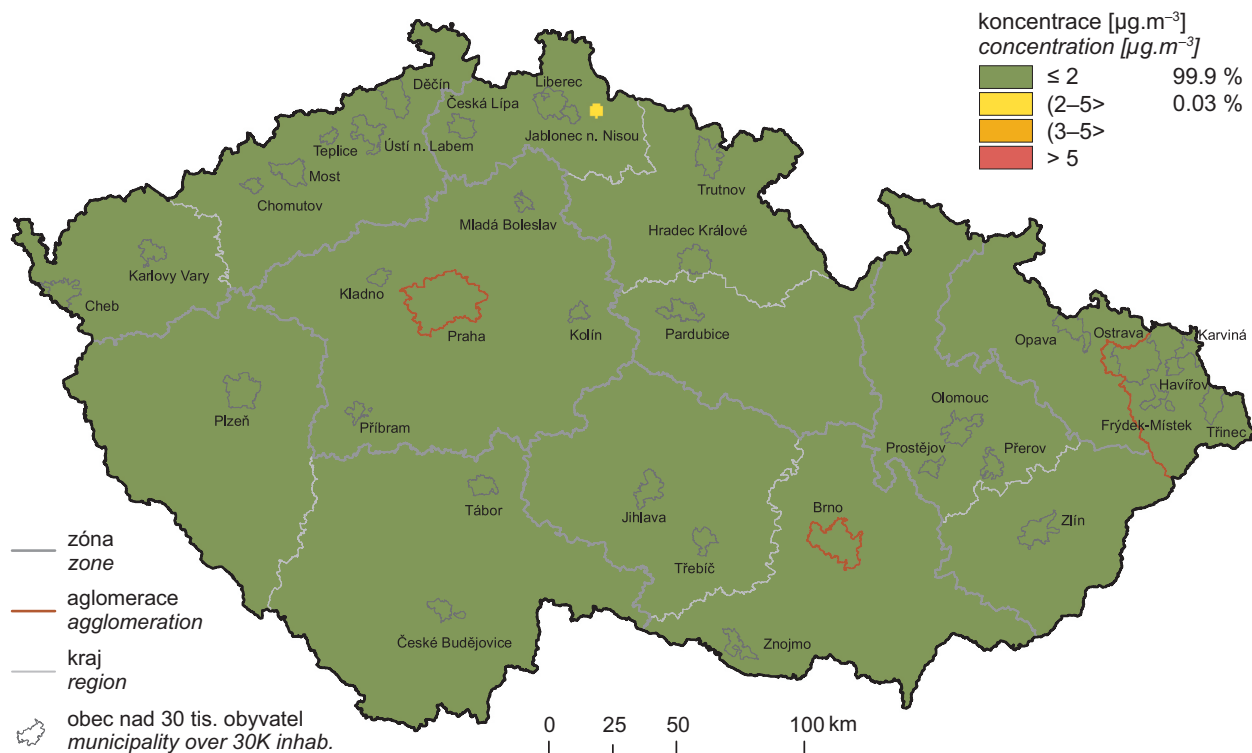 koncentrace [µg.m⁻³]
concentration [µg.m⁻³]
≤ 2 99.9 %
(2–5> 0.03 %
(3–5>
> 5
Děčín
Liberec
Česká Lípa
Jablonec n. Nisou
Teplice
Ústí n. Labem
Most
Chomutov
Trutnov
Mladá Boleslav
Hradec Králové
Karlovy Vary
Cheb
Kladno
Praha
Kolín
Pardubice
Opava
Ostrava
Karviná
Havířov
Frýdek-Místek
Třinec
Plzeň
Příbram
Olomouc
Prostějov
Přerov
Tábor
Jihlava
Třebíč
Brno
Zlín
České Budějovice
Znojmo
zóna
zone
aglomerace
agglomeration
kraj
region
obec nad 30 tis. obyvatel
municipality over 30K inhab.
0 25 50 100 km